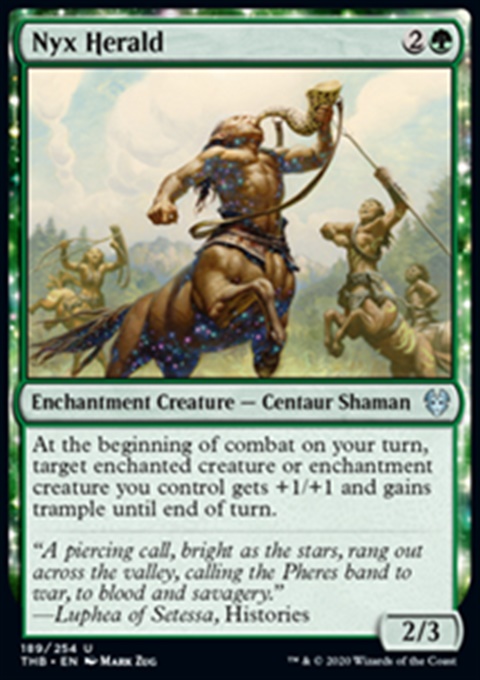 Nyx Herald 2
Enchantment Creature — Centaur Shaman
At the beginning of combat on your turn,
target enchanted creature or enchantment
creature you control gets +1/+1 and gains
trample until end of turn.
“A piercing call, bright as the stars, rang out
across the valley, calling the Pheres band to
war, to blood and savagery.”
—Luphea of Setessa, Histories
2/3
189/254 U
THB • EN Mark Zug ™ & © 2020 Wizards of the Coast